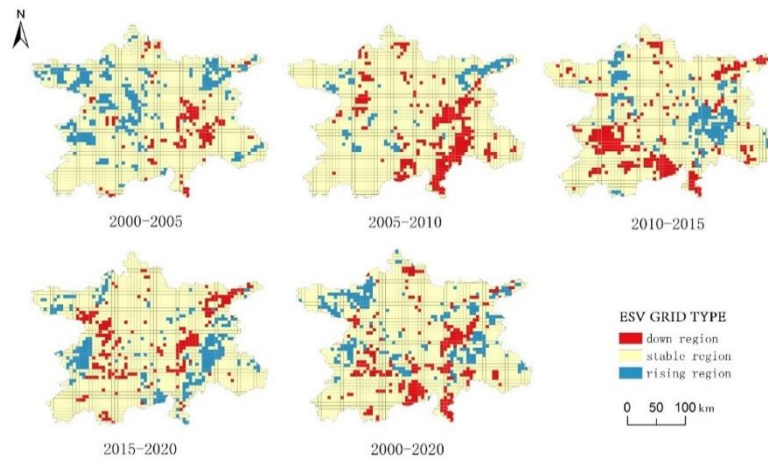 N
2000-2005
2005-2010
2010-2015
2015-2020
2000-2020
ESV GRID TYPE
down region
stable region
rising region
0 50 100 km